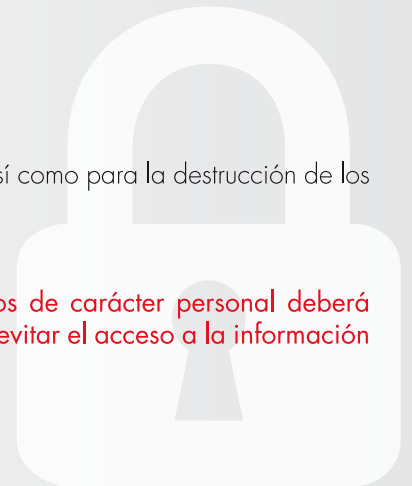 sí como para la destrucción de los
os de carácter personal deberá
evitar el acceso a la información